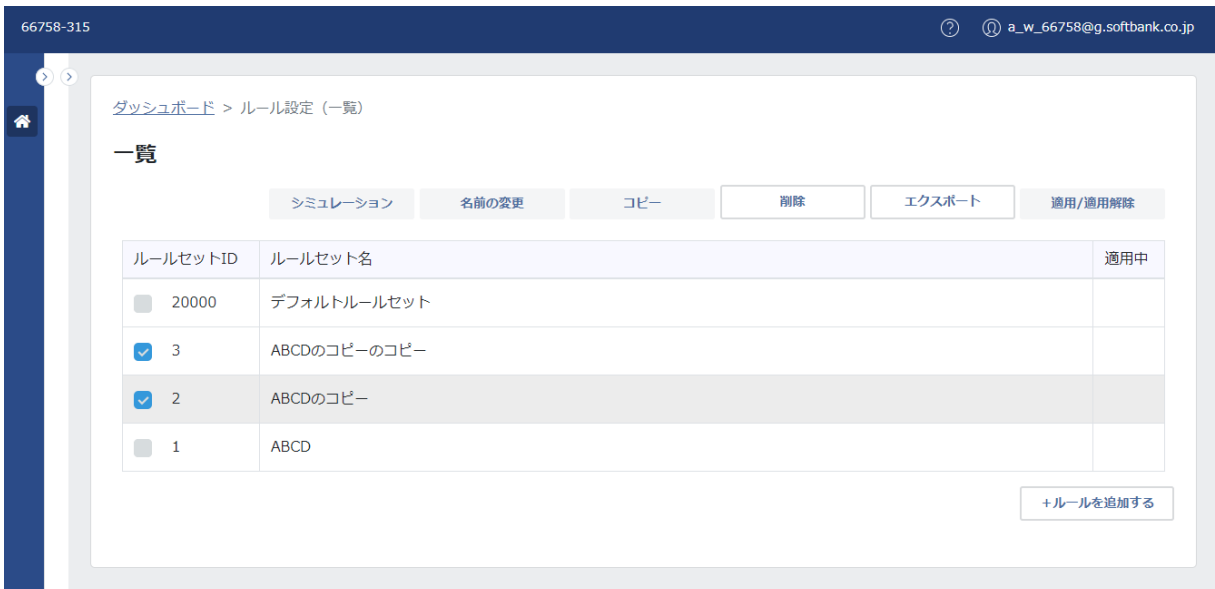 66758-315
a_w_66758@g.softbank.co.jp
ダッシュボード > ルール設定（一覧）
一覧
シミュレーション 名前の変更 コピー 削除 エクスポート 適用/適用解除
ルールセットID ルールセット名 適用中
20000 デフォルトルールセット
3 ABCDのコピーのコピー
2 ABCDのコピー
1 ABCD
+ルールを追加する